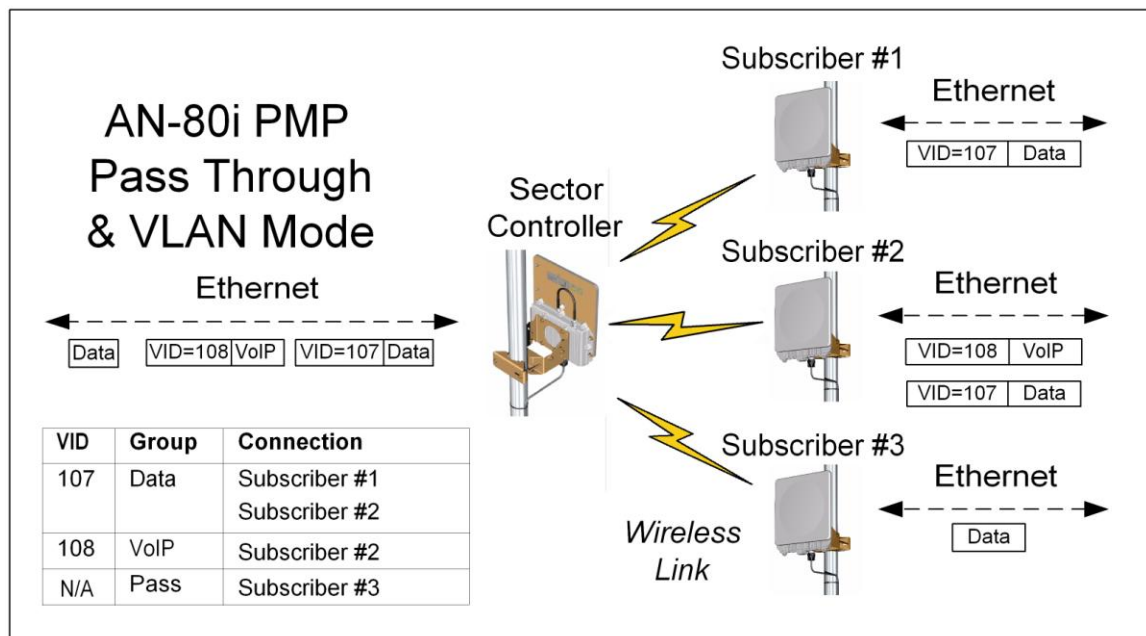 AN-80i PMP
Pass Through
& VLAN Mode
Ethernet
Data VID=108 VoIP VID=107 Data
VID Group Connection
107 Data Subscriber #1
Subscriber #2
108 VoIP Subscriber #2
N/A Pass Subscriber #3
Sector
Controller
Wireless
Link
Subscriber #1
Ethernet
VID=107 Data
Subscriber #2
Ethernet
VID=108 VoIP
VID=107 Data
Subscriber #3
Ethernet
Data